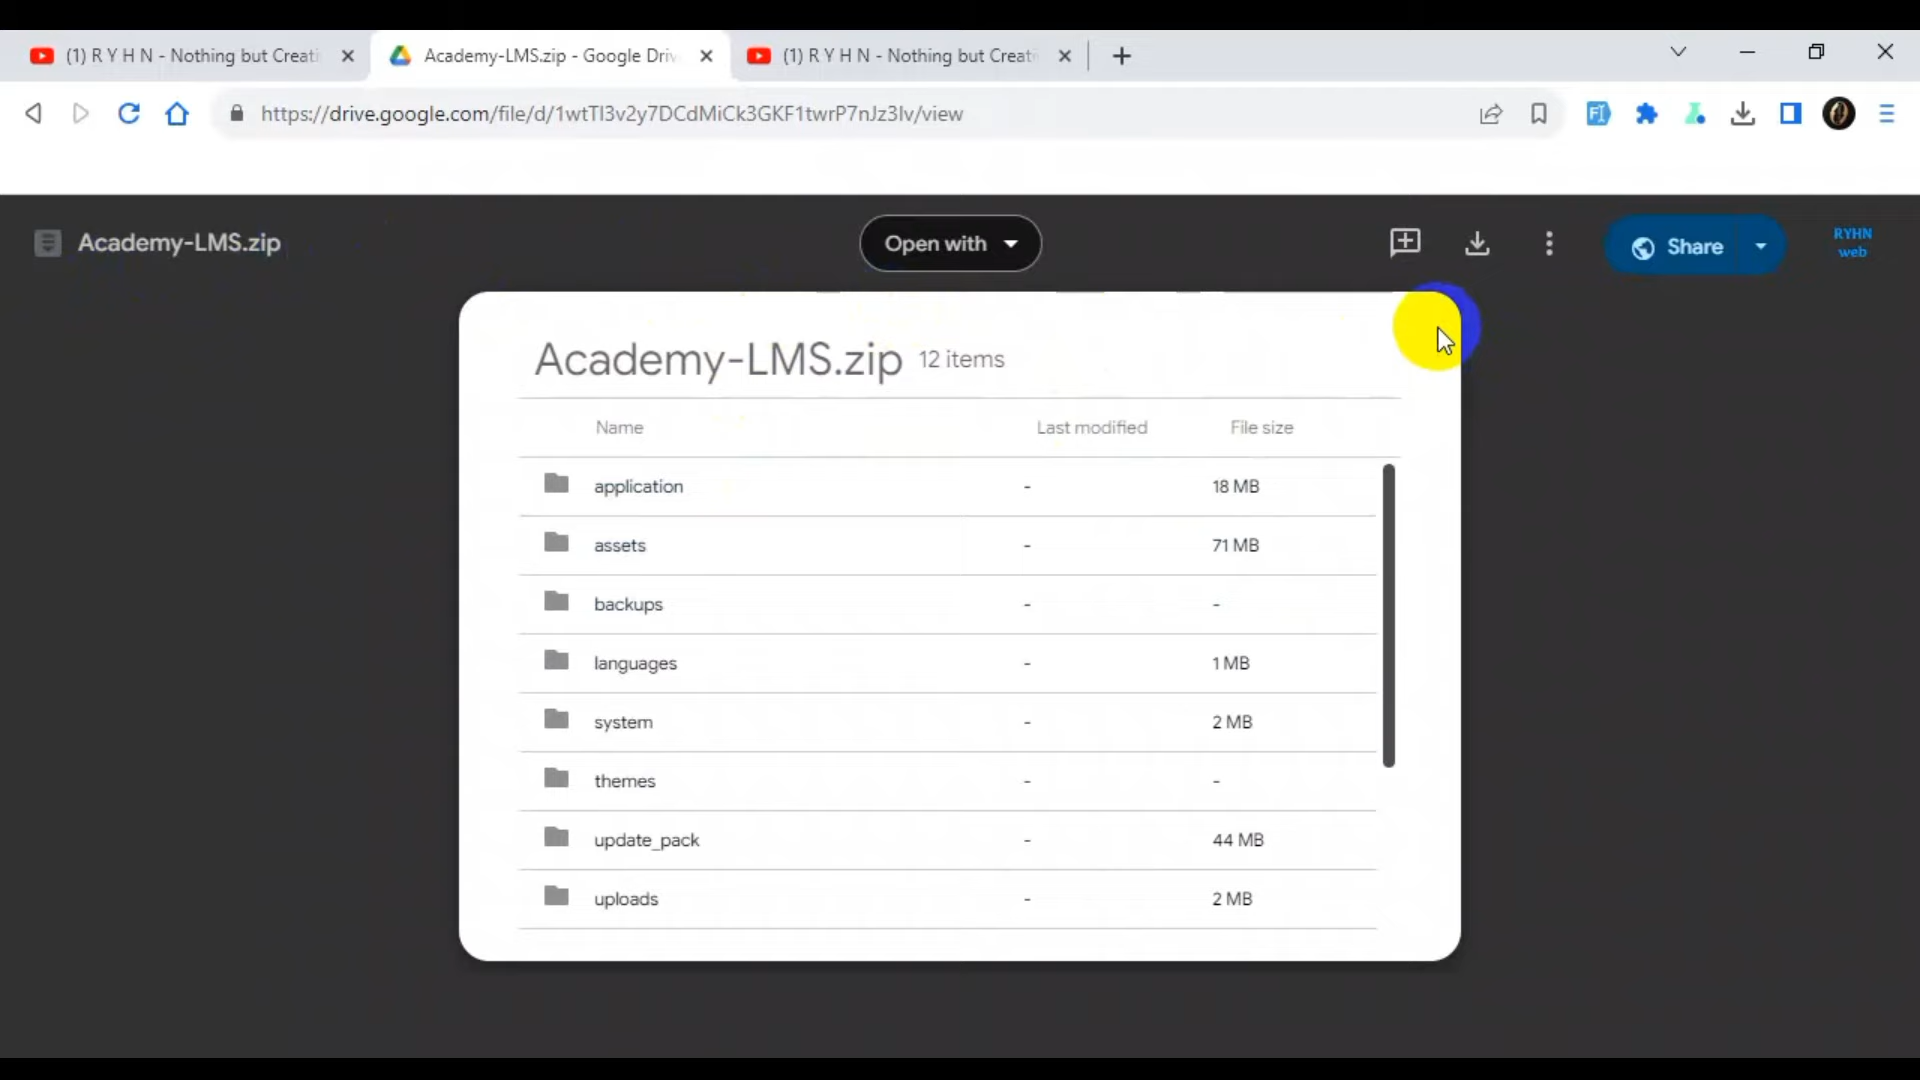 (1) R Y H N - Nothing but Creati
Academy-LMS.zip - Google Driv
(1) R Y H N - Nothing but Creati
https://drive.google.com/file/d/1wtTl3v2y7DCdMiCk3GKF1twrP7nJz3lv/view
Academy-LMS.zip
Open with
Share
RYHN
web
Academy-LMS.zip 12 items
Name Last modified File size
application - 18 MB
assets - 71 MB
backups - -
languages - 1 MB
system - 2 MB
themes - -
update_pack - 44 MB
uploads - 2 MB